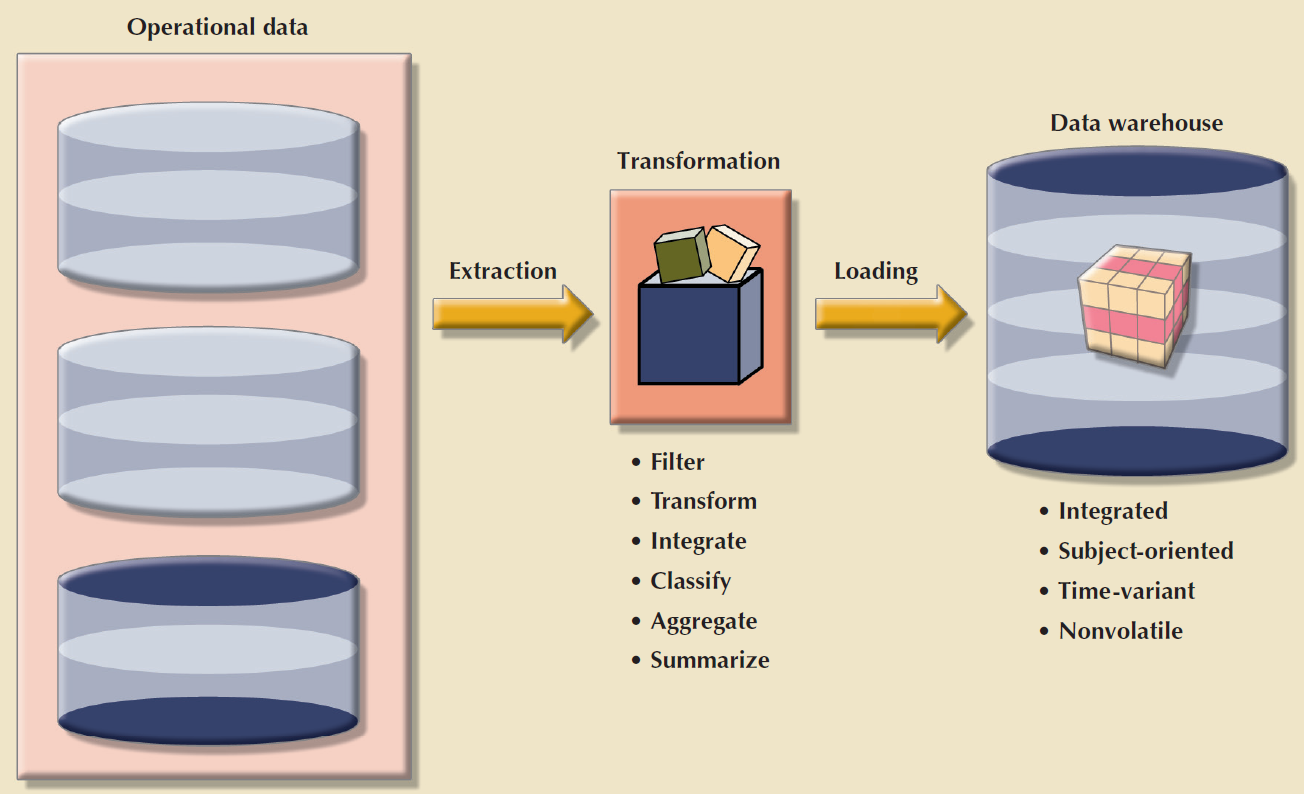 Operational data
Extraction
Transformation
• Filter
• Transform
• Integrate
• Classify
• Aggregate
• Summarize
Loading
Data warehouse
• Integrated
• Subject-oriented
• Time-variant
• Nonvolatile